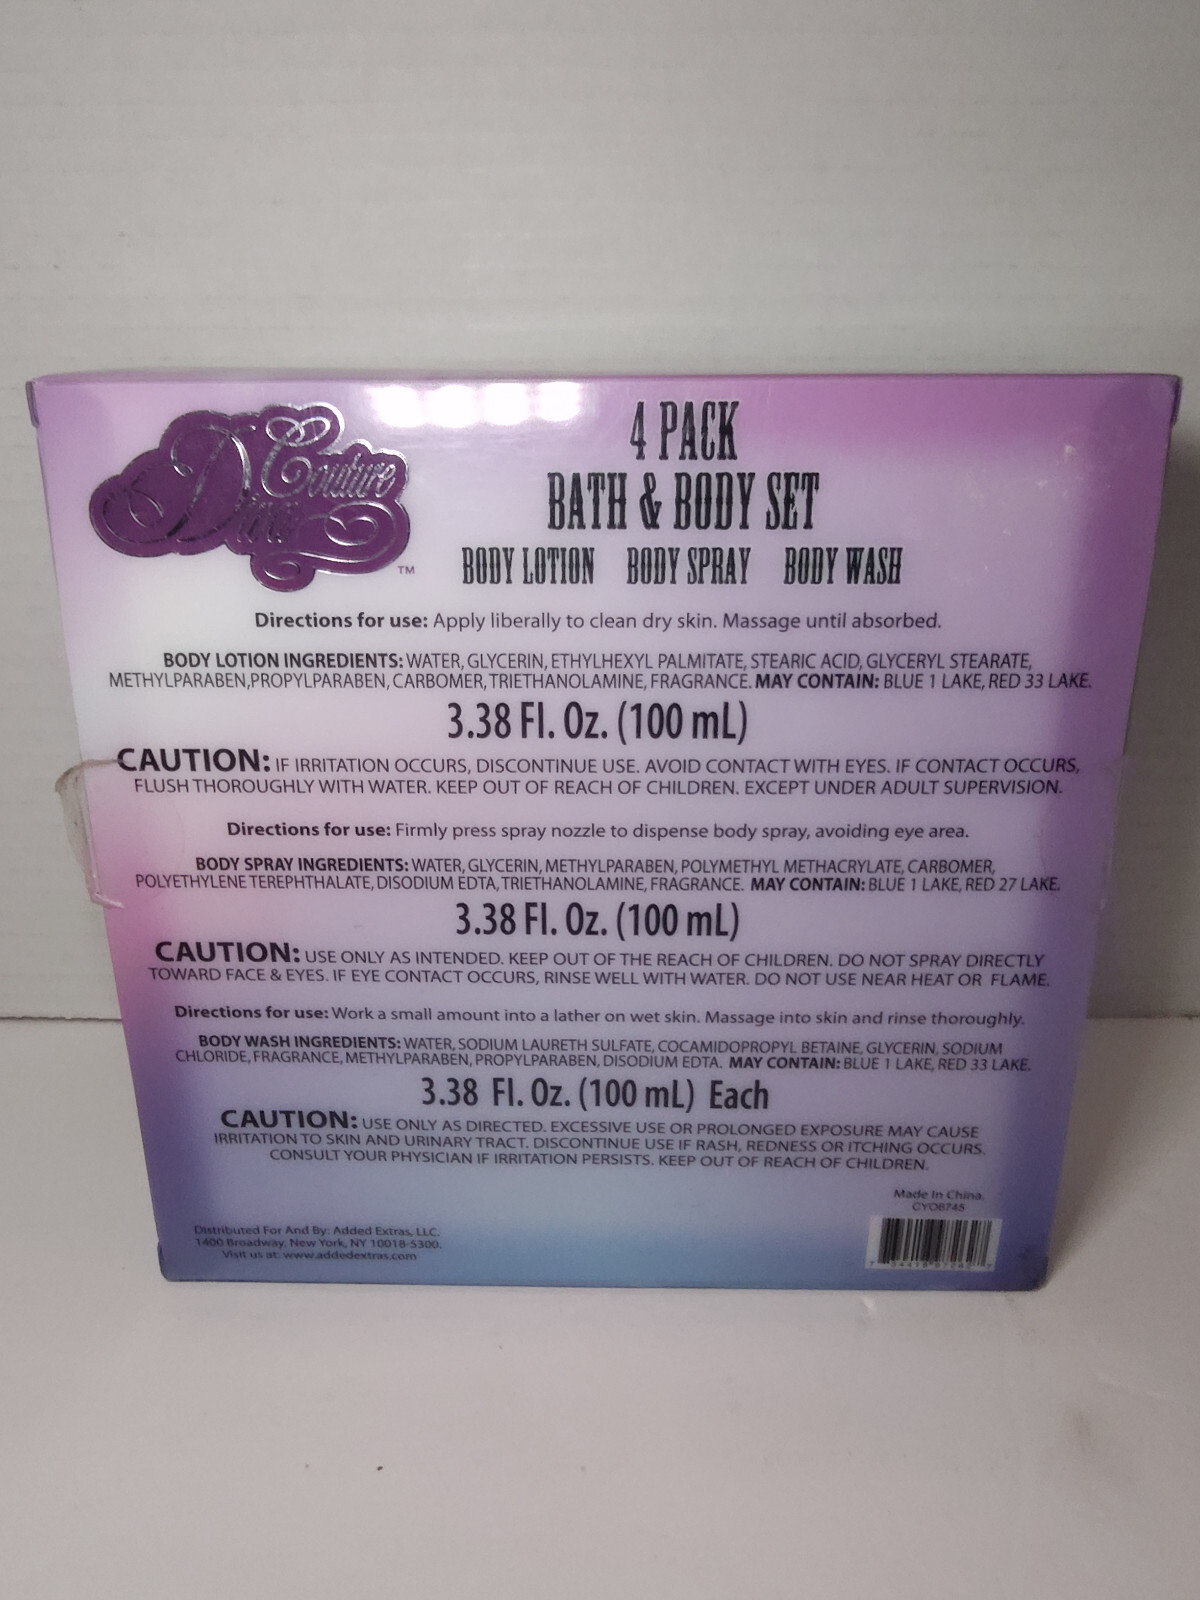 Couture
Divas
™
4 PACK
BATH & BODY SET
BODY LOTION BODY SPRAY BODY WASH
Directions for use: Apply liberally to clean dry skin. Massage until absorbed.
BODY LOTION INGREDIENTS: WATER, GLYCERIN, ETHYLHEXYL PALMITATE, STEARIC ACID, GLYCERYL STEARATE,
METHYLPARABEN,PROPYLPARABEN, CARBOMER, TRIETHANOLAMINE, FRAGRANCE. MAY CONTAIN: BLUE 1 LAKE, RED 33 LAKE.
3.38 Fl. Oz. (100 mL)
CAUTION: IF IRRITATION OCCURS, DISCONTINUE USE. AVOID CONTACT WITH EYES. IF CONTACT OCCURS,
FLUSH THOROUGHLY WITH WATER. KEEP OUT OF REACH OF CHILDREN. EXCEPT UNDER ADULT SUPERVISION.
Directions for use: Firmly press spray nozzle to dispense body spray, avoiding eye area.
BODY SPRAY INGREDIENTS: WATER, GLYCERIN, METHYLPARABEN, POLYMETHYL METHACRYLATE, CARBOMER,
POLYETHYLENE TEREPHTHALATE, DISODIUM EDTA, TRIETHANOLAMINE, FRAGRANCE. MAY CONTAIN: BLUE 1 LAKE, RED 27 LAKE.
3.38 Fl. Oz. (100 mL)
CAUTION: USE ONLY AS INTENDED. KEEP OUT OF THE REACH OF CHILDREN. DO NOT SPRAY DIRECTLY
TOWARD FACE & EYES. IF EYE CONTACT OCCURS, RINSE WELL WITH WATER. DO NOT USE NEAR HEAT OR FLAME.
Directions for use: Work a small amount into a lather on wet skin. Massage into skin and rinse thoroughly.
BODY WASH INGREDIENTS: WATER, SODIUM LAURETH SULFATE, COCAMIDOPROPYL BETAINE, GLYCERIN, SODIUM
CHLORIDE, FRAGRANCE, METHYLPARABEN, PROPYLPARABEN, DISODIUM EDTA. MAY CONTAIN: BLUE 1 LAKE, RED 33 LAKE.
3.38 Fl. Oz. (100 mL) Each
CAUTION: USE ONLY AS DIRECTED. EXCESSIVE USE OR PROLONGED EXPOSURE MAY CAUSE
IRRITATION TO SKIN AND URINARY TRACT. DISCONTINUE USE IF RASH, REDNESS OR ITCHING OCCURS.
CONSULT YOUR PHYSICIAN IF IRRITATION PERSISTS. KEEP OUT OF REACH OF CHILDREN.
Made In China.
CYO6745
Distributed For And By: Added Extras, LLC.
1400 Broadway, New York, NY 10018-5300.
Visit us at: www.addedextras.com